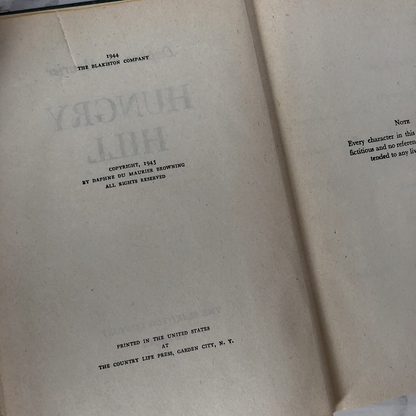 1944
THE BLAKISTON COMPANY
HUNGRY
HILL
COPYRIGHT, 1943
BY DAPHNE DU MAURIER BROWNING
ALL RIGHTS RESERVED
PRINTED IN THE UNITED STATES
AT
THE COUNTRY LIFE PRESS, GARDEN CITY, N. Y.
NOTE
Every character in this
fictitious and no referen
tended to any liv